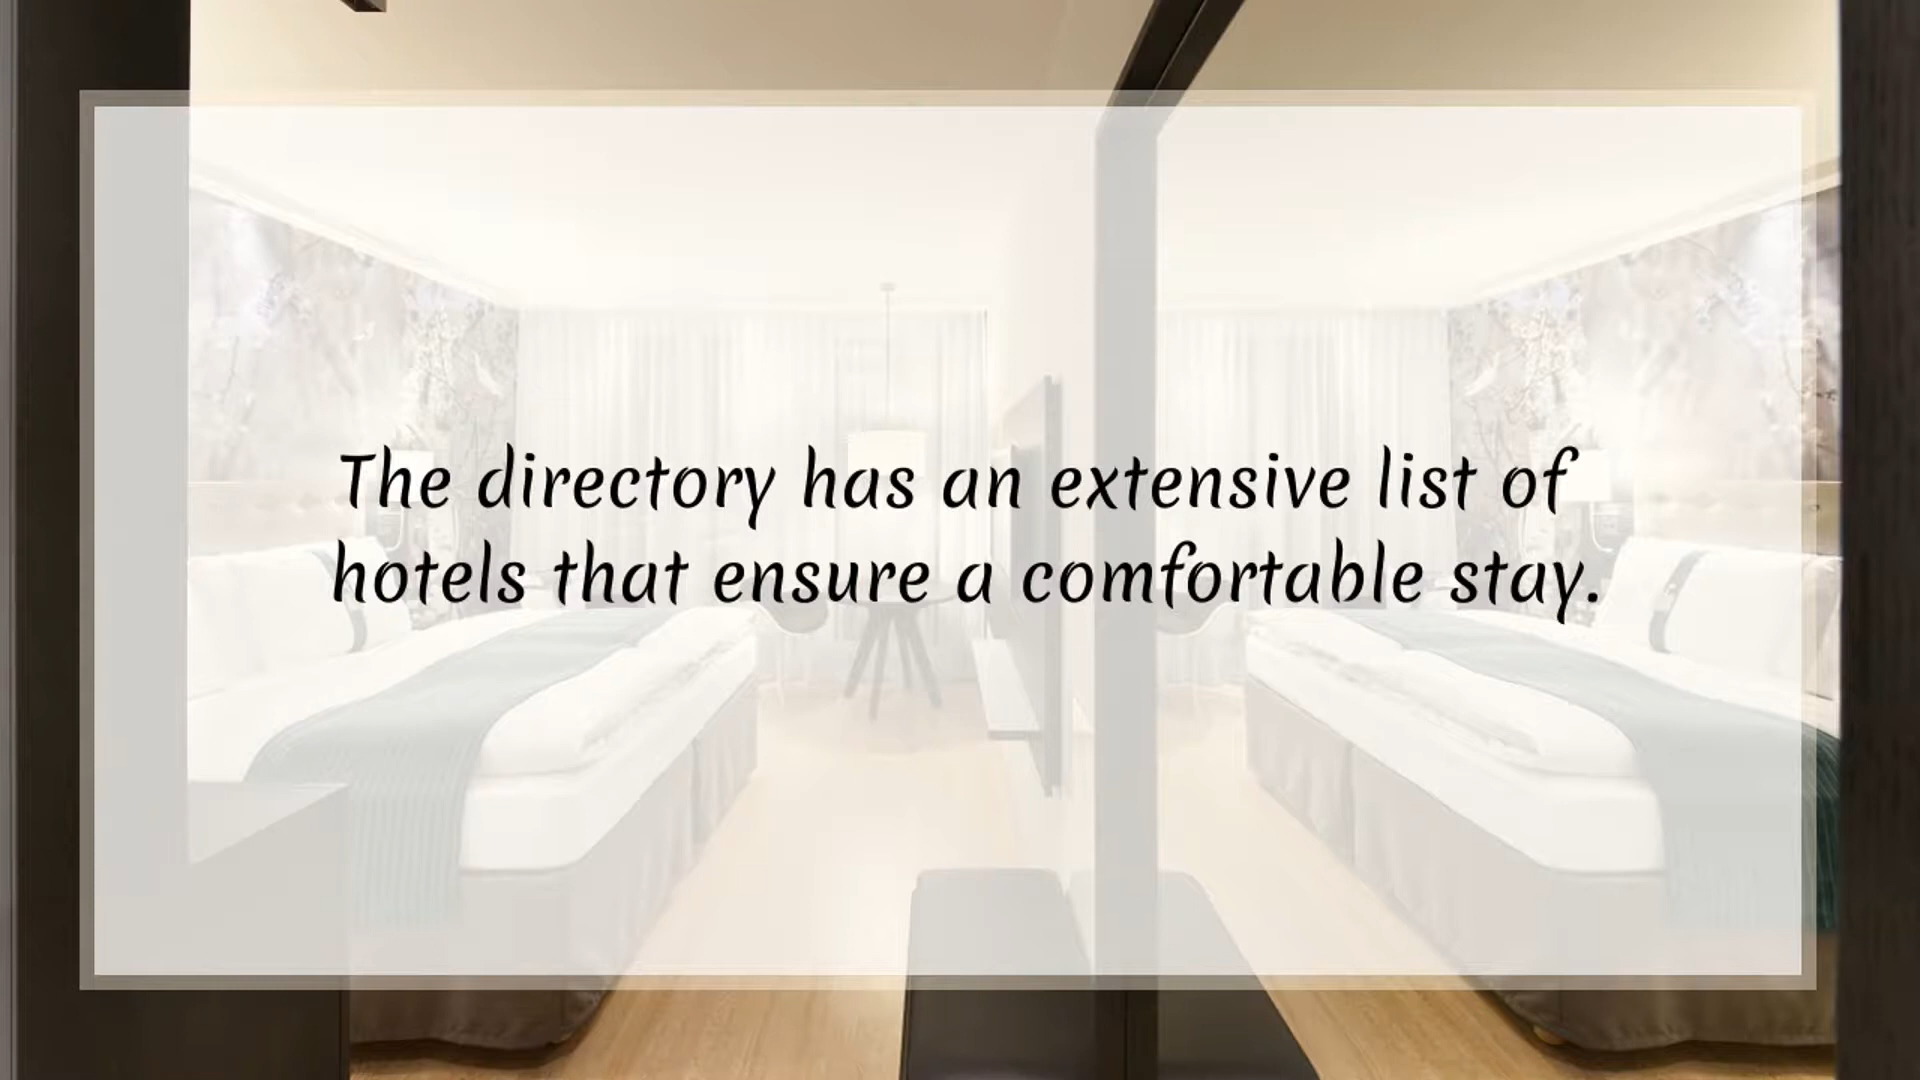 The directory has an extensive list of
hotels that ensure a comfortable stay.